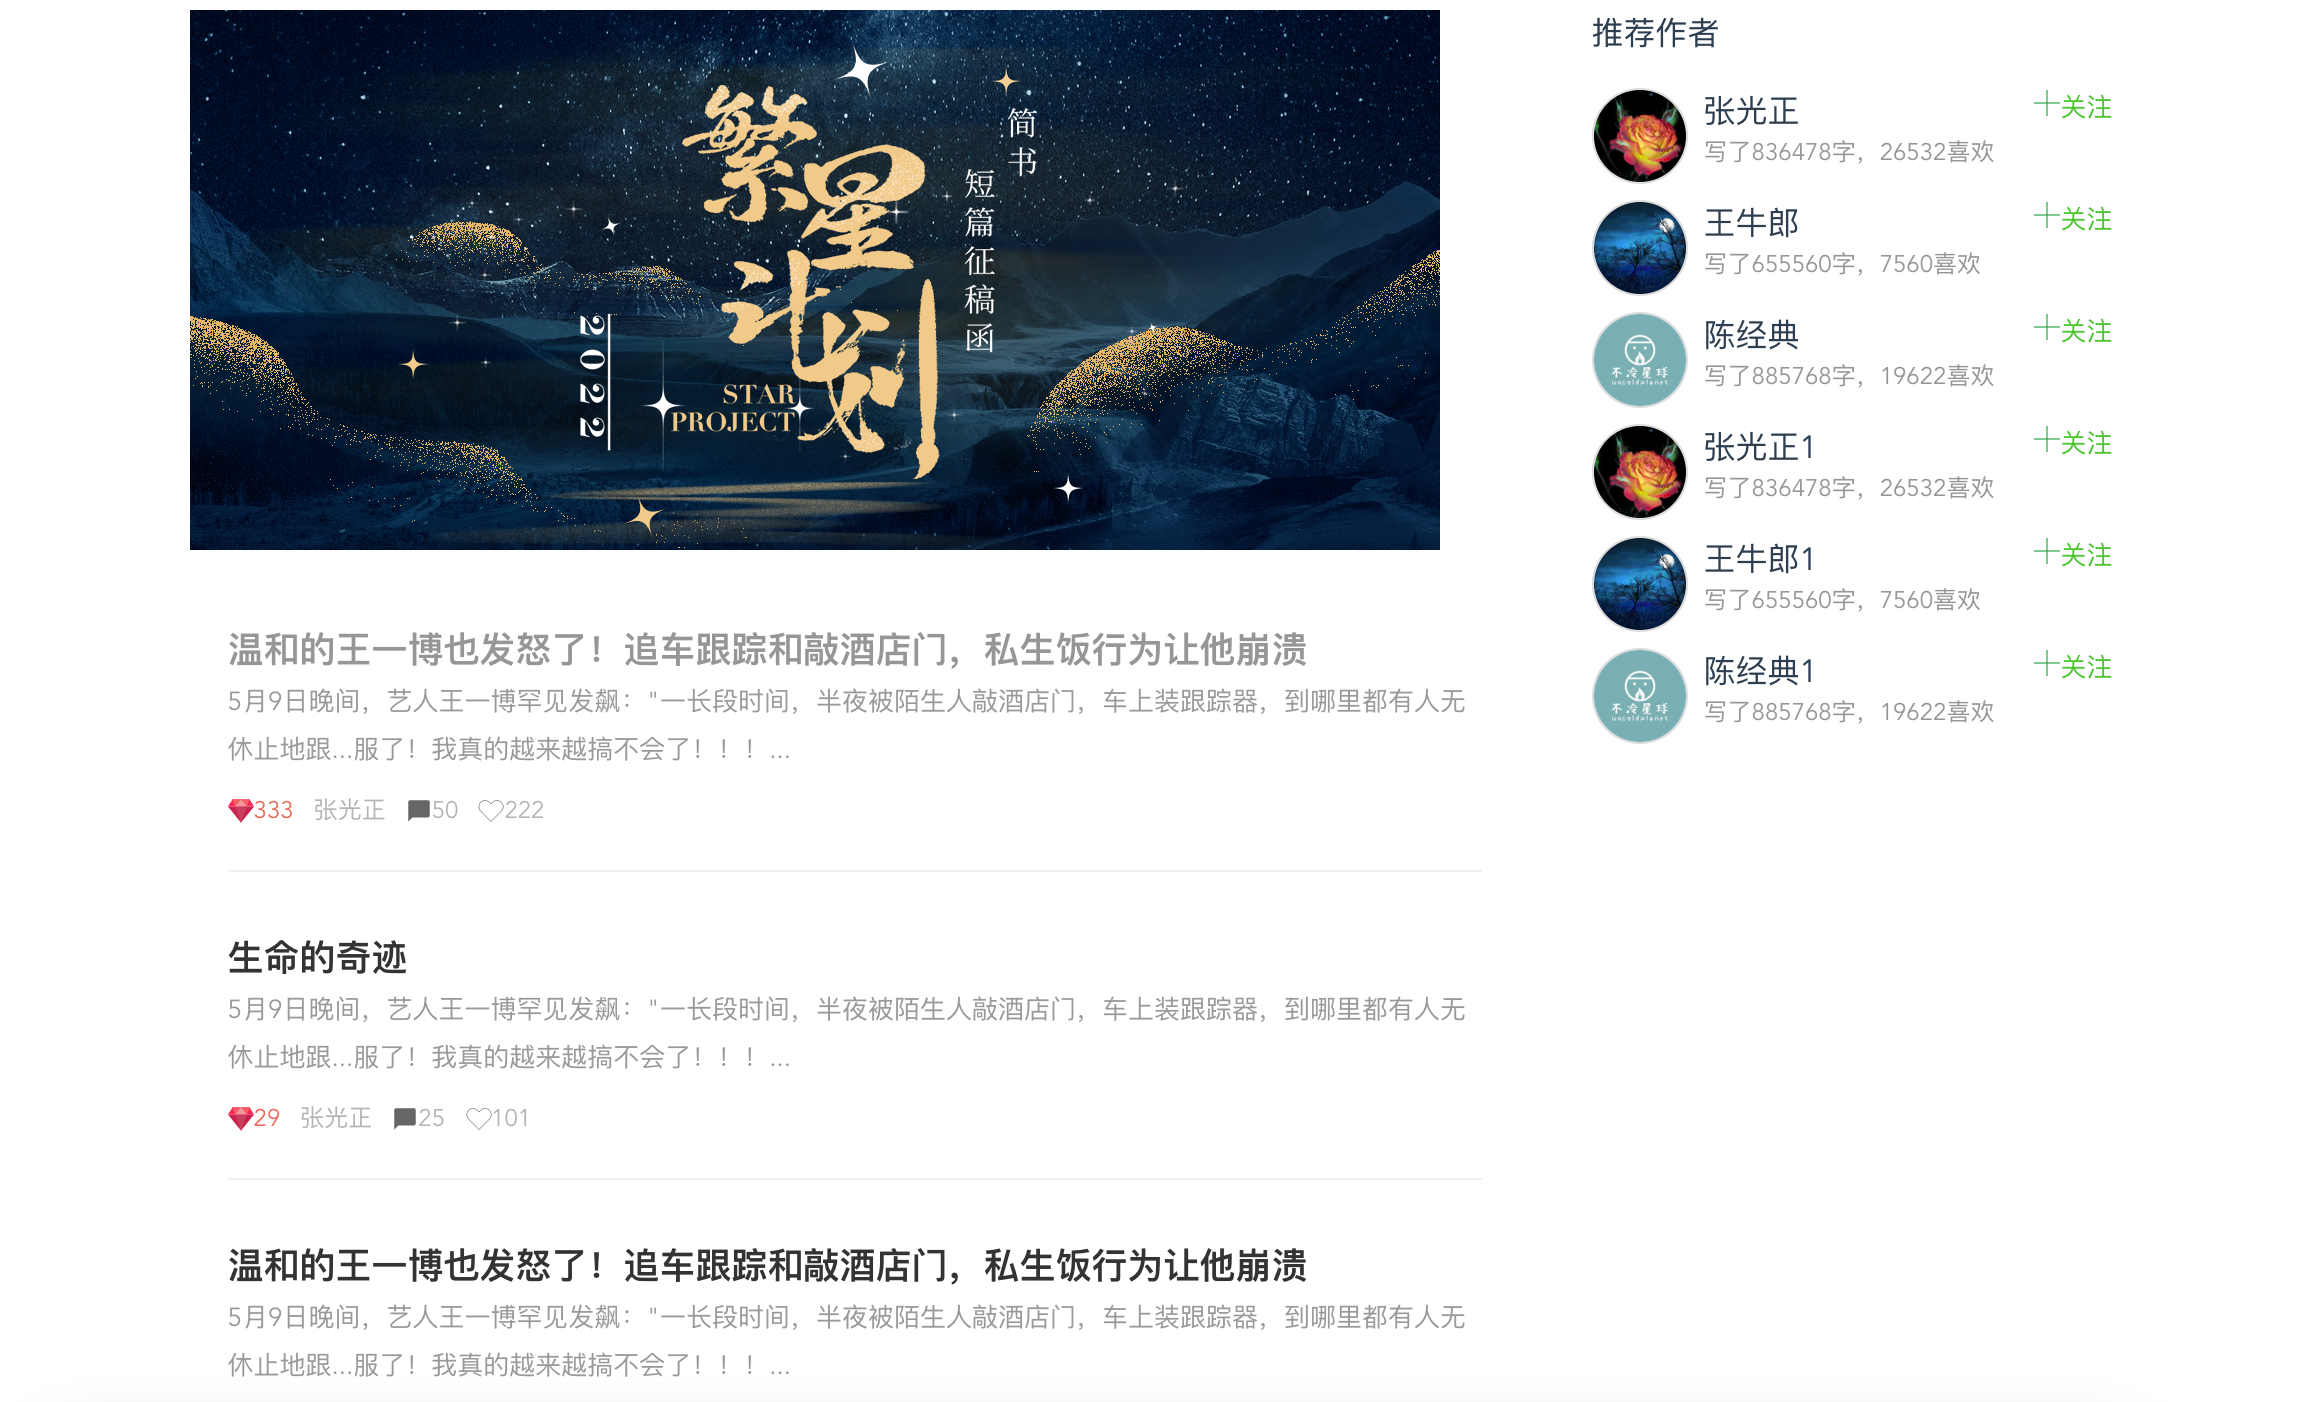 繁星计划
简书
短篇征稿函
2022
STAR
PROJECT
温和的王一博也发怒了！追车跟踪和敲酒店门，私生饭行为让他崩溃
5月9日晚间，艺人王一博罕见发飙："一长段时间，半夜被陌生人敲酒店门，车上装跟踪器，到哪里都有人无
休止地跟...服了！我真的越来越搞不会了！！！...
333 张光正 50 222
生命的奇迹
5月9日晚间，艺人王一博罕见发飙："一长段时间，半夜被陌生人敲酒店门，车上装跟踪器，到哪里都有人无
休止地跟...服了！我真的越来越搞不会了！！！...
29 张光正 25 101
温和的王一博也发怒了！追车跟踪和敲酒店门，私生饭行为让他崩溃
5月9日晚间，艺人王一博罕见发飙："一长段时间，半夜被陌生人敲酒店门，车上装跟踪器，到哪里都有人无
休止地跟...服了！我真的越来越搞不会了！！！...
推荐作者
张光正 +关注
写了836478字，26532喜欢
王牛郎 +关注
写了655560字，7560喜欢
不冷星球
uncoldplanet
陈经典 +关注
写了885768字，19622喜欢
张光正1 +关注
写了836478字，26532喜欢
王牛郎1 +关注
写了655560字，7560喜欢
不冷星球
uncoldplanet
陈经典1 +关注
写了885768字，19622喜欢